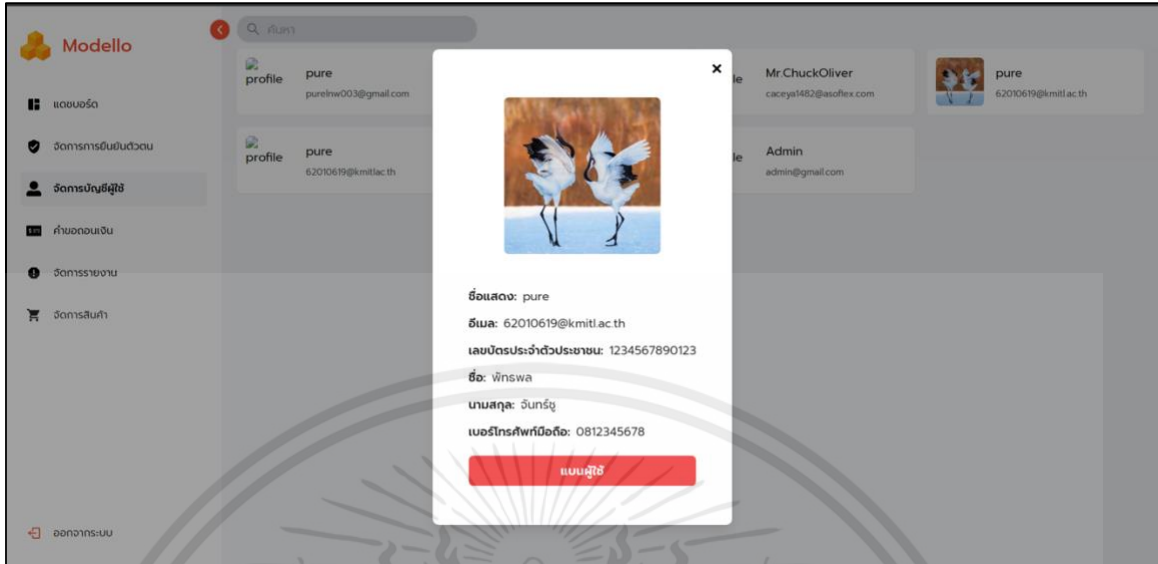 Modello
แดชบอร์ด
จัดการการยืนยันตัวตน
จัดการบัญชีผู้ใช้
คำขอถอนเงิน
จัดการรายงาน
จัดการสินค้า
ออกจากระบบ
ค้นหา
profile
pure
purelnw003@gmail.com
le
Mr.ChuckOliver
caceya1482@asoflex.com
pure
62010619@kmitl.ac.th
profile
pure
62010619@kmitlac.th
le
Admin
admin@gmail.com
ชื่อแสดง: pure
อีเมล: 62010619@kmitl.ac.th
เลขบัตรประจำตัวประชาชน: 1234567890123
ชื่อ: พัทรพล
นามสกุล: จันทร์ชู
เบอร์โทรศัพท์มือถือ: 0812345678
แบนผู้ใช้